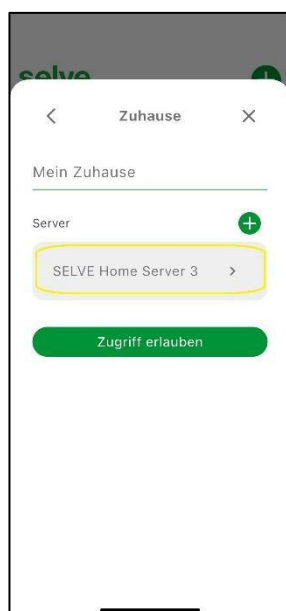 selve
Zuhause
Mein Zuhause
Server
SELVE Home Server 3
Zugriff erlauben